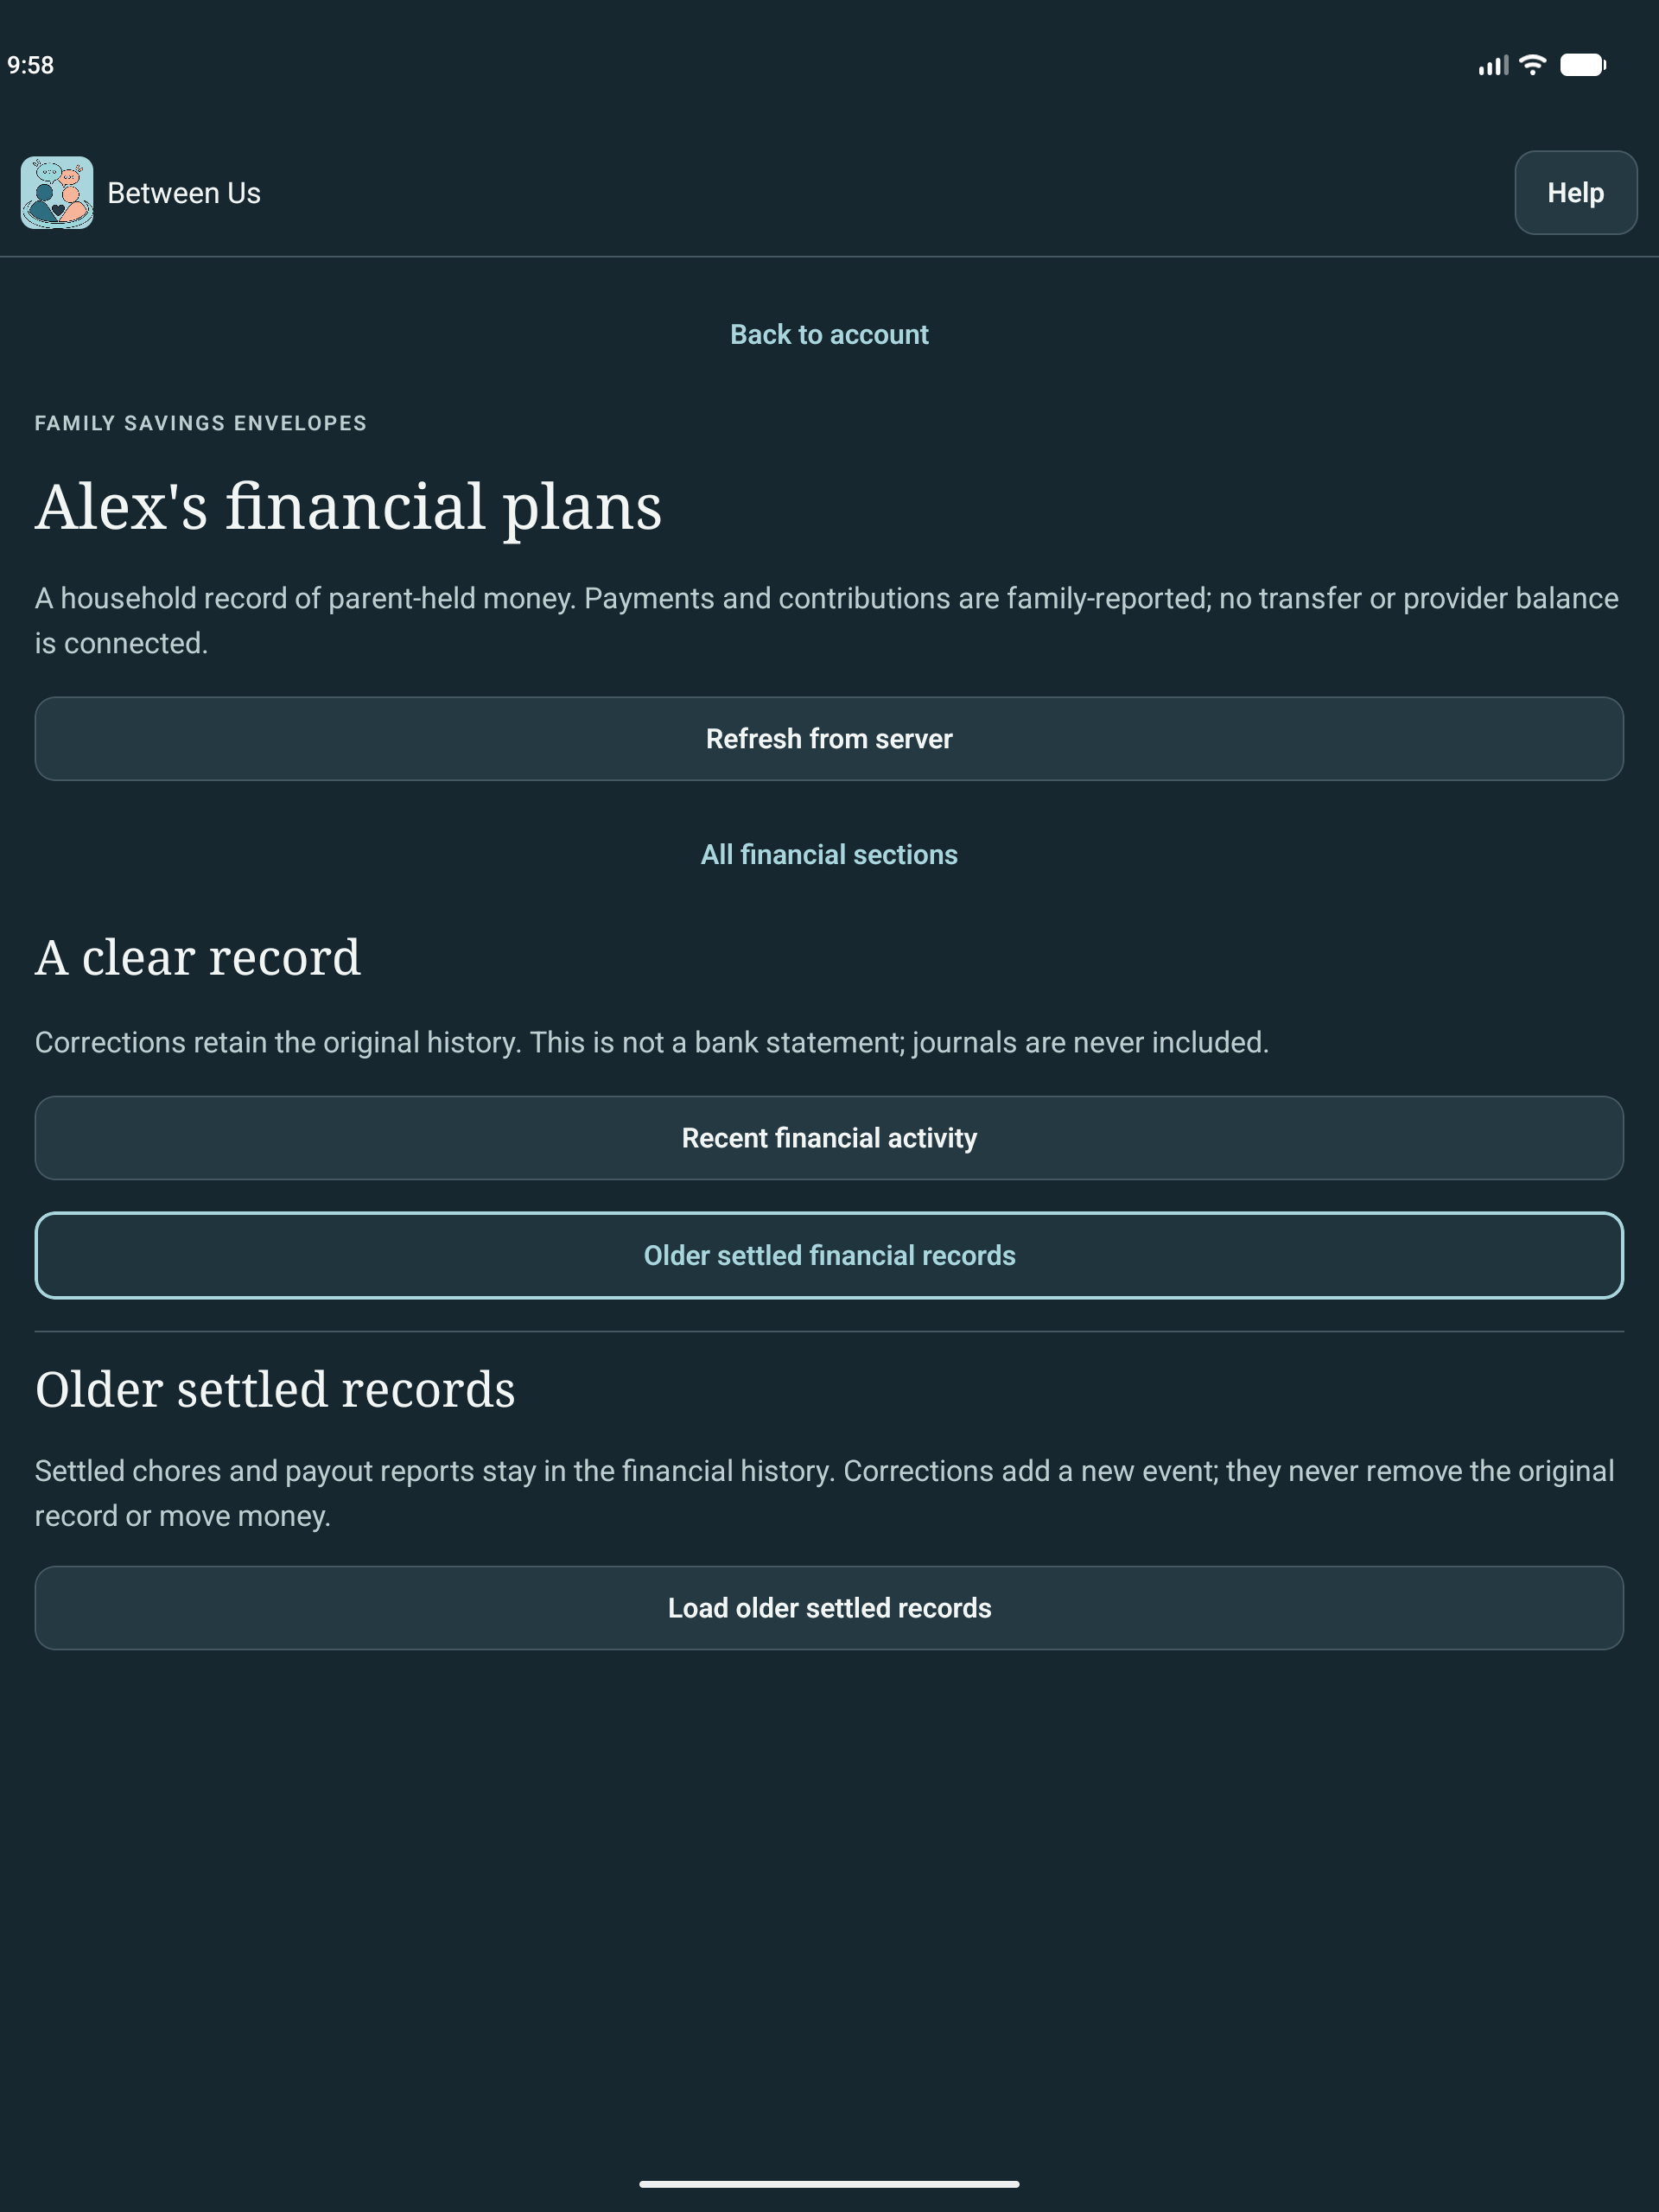 9:58
Between Us
Help
Back to account
FAMILY SAVINGS ENVELOPES
Alex's financial plans
A household record of parent-held money. Payments and contributions are family-reported; no transfer or provider balance
is connected.
Refresh from server
All financial sections
A clear record
Corrections retain the original history. This is not a bank statement; journals are never included.
Recent financial activity
Older settled financial records
Older settled records
Settled chores and payout reports stay in the financial history. Corrections add a new event; they never remove the original
record or move money.
Load older settled records